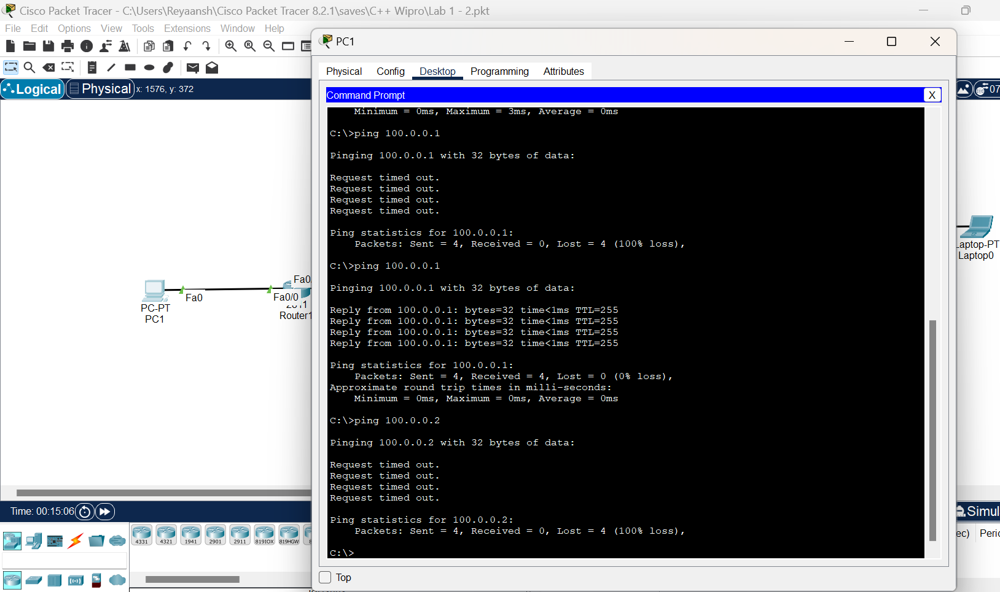 Cisco Packet Tracer - C:\Users\Reyaansh\Cisco Packet Tracer 8.2.1\saves\C++ Wipro\Lab 1 - 2.pkt
File Edit Options View Tools Extensions Window Help
Logical Physical x: 1576, y: 372
PC1
Physical Config Desktop Programming Attributes
Command Prompt X
Minimum = 0ms, Maximum = 3ms, Average = 0ms
C:\>ping 100.0.0.1
Pinging 100.0.0.1 with 32 bytes of data:
Request timed out.
Request timed out.
Request timed out.
Request timed out.
Ping statistics for 100.0.0.1:
Packets: Sent = 4, Received = 0, Lost = 4 (100% loss),
C:\>ping 100.0.0.1
Pinging 100.0.0.1 with 32 bytes of data:
Reply from 100.0.0.1: bytes=32 time<1ms TTL=255
Reply from 100.0.0.1: bytes=32 time<1ms TTL=255
Reply from 100.0.0.1: bytes=32 time<1ms TTL=255
Reply from 100.0.0.1: bytes=32 time<1ms TTL=255
Ping statistics for 100.0.0.1:
Packets: Sent = 4, Received = 4, Lost = 0 (0% loss),
Approximate round trip times in milli-seconds:
Minimum = 0ms, Maximum = 0ms, Average = 0ms
C:\>ping 100.0.0.2
Pinging 100.0.0.2 with 32 bytes of data:
Request timed out.
Request timed out.
Request timed out.
Request timed out.
Ping statistics for 100.0.0.2:
Packets: Sent = 4, Received = 0, Lost = 4 (100% loss),
C:\>
Top
Fa0
PC-PT
PC1
Fa0
Fa0/0
2811
Router1
07
Laptop-PT
Laptop0
Time: 00:15:06
Simul
ec) Peri
4331 4321 1941 2901 2911 819IOX 819HGW